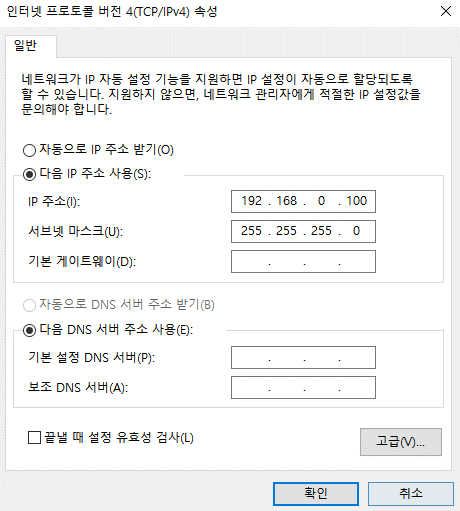 인터넷 프로토콜 버전 4(TCP/IPv4) 속성
일반
네트워크가 IP 자동 설정 기능을 지원하면 IP 설정이 자동으로 할당되도록
할 수 있습니다. 지원하지 않으면, 네트워크 관리자에게 적절한 IP 설정값을
문의해야 합니다.
자동으로 IP 주소 받기(O)
다음 IP 주소 사용(S):
IP 주소(I): 192 . 168 . 0 . 100
서브넷 마스크(U): 255 . 255 . 255 . 0
기본 게이트웨이(D): . . .
자동으로 DNS 서버 주소 받기(B)
다음 DNS 서버 주소 사용(E):
기본 설정 DNS 서버(P): . . .
보조 DNS 서버(A): . . .
끝낼 때 설정 유효성 검사(L)
고급(V)...
확인 취소